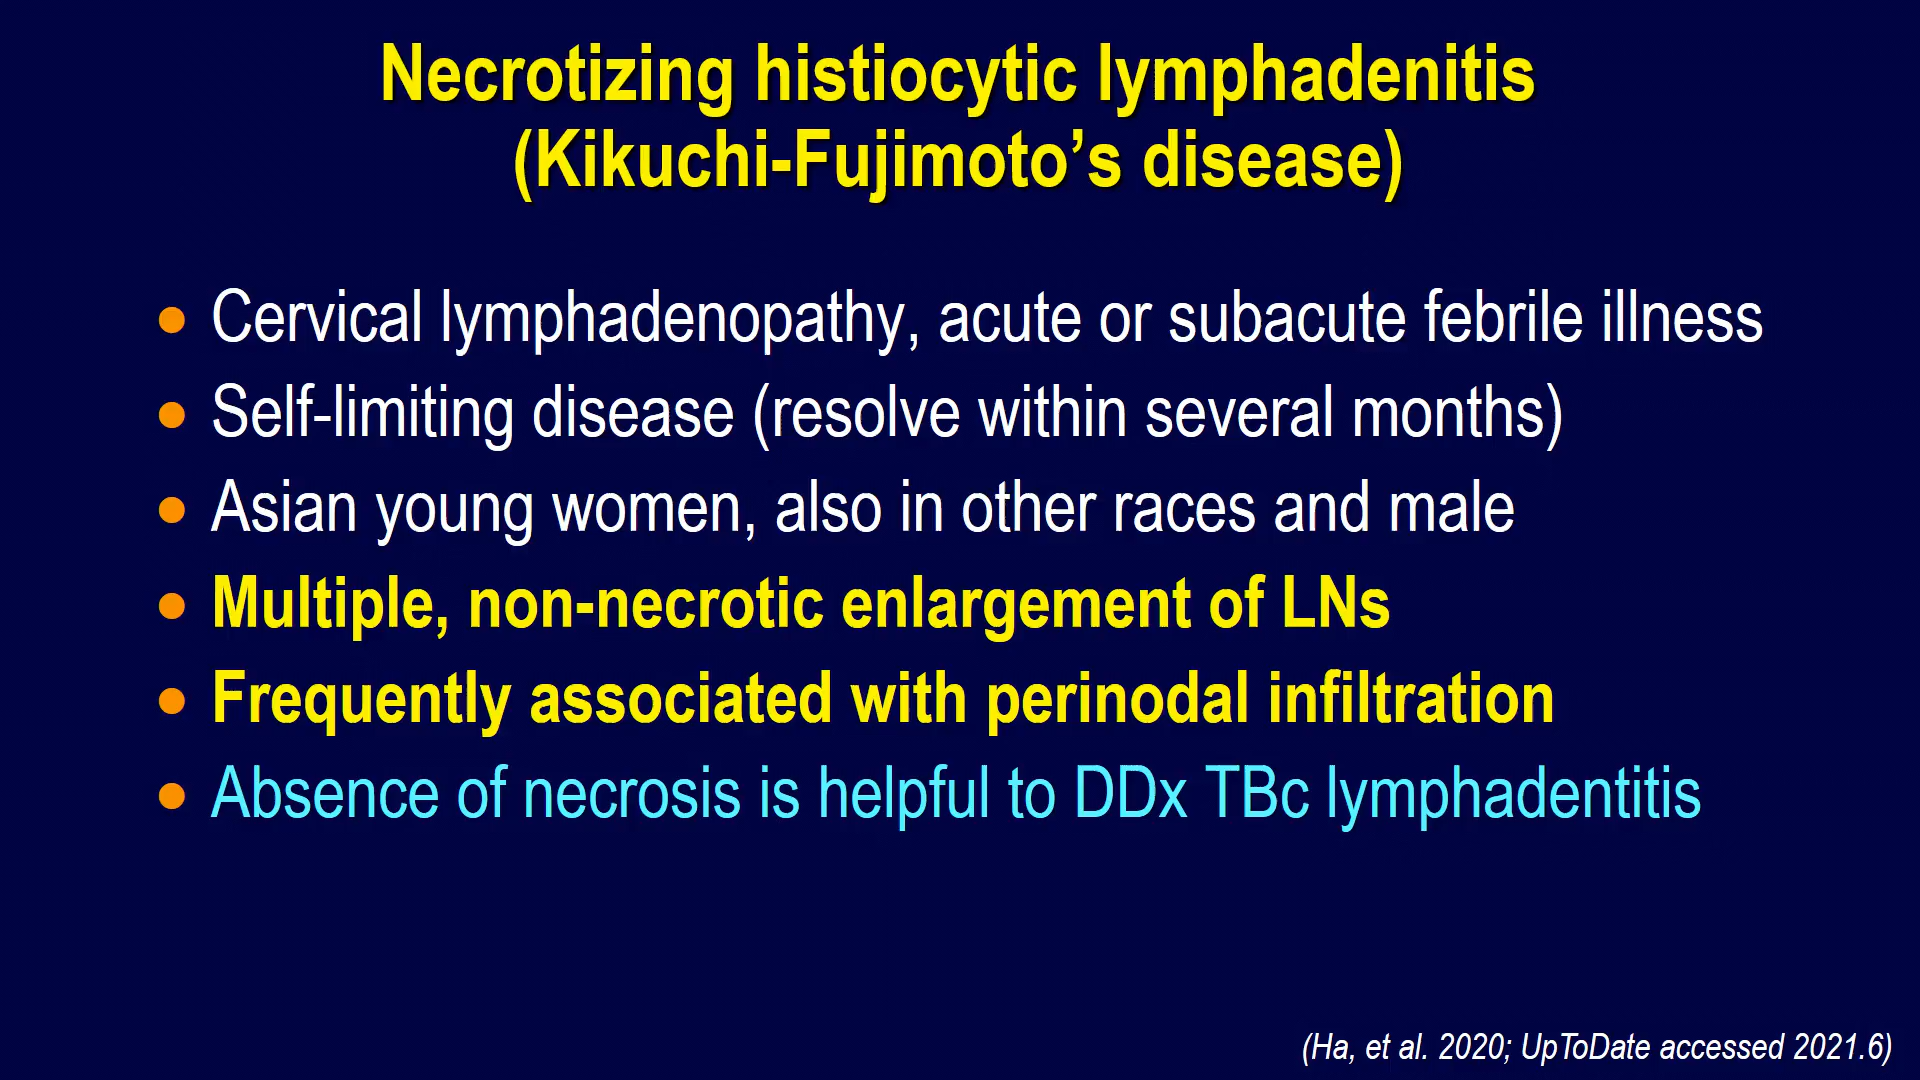 Necrotizing histiocytic lymphadenitis
(Kikuchi-Fujimoto’s disease)
● Cervical lymphadenopathy, acute or subacute febrile illness
● Self-limiting disease (resolve within several months)
● Asian young women, also in other races and male
● Multiple, non-necrotic enlargement of LNs
● Frequently associated with perinodal infiltration
● Absence of necrosis is helpful to DDx TBc lymphadentitis
(Ha, et al. 2020; UpToDate accessed 2021.6)